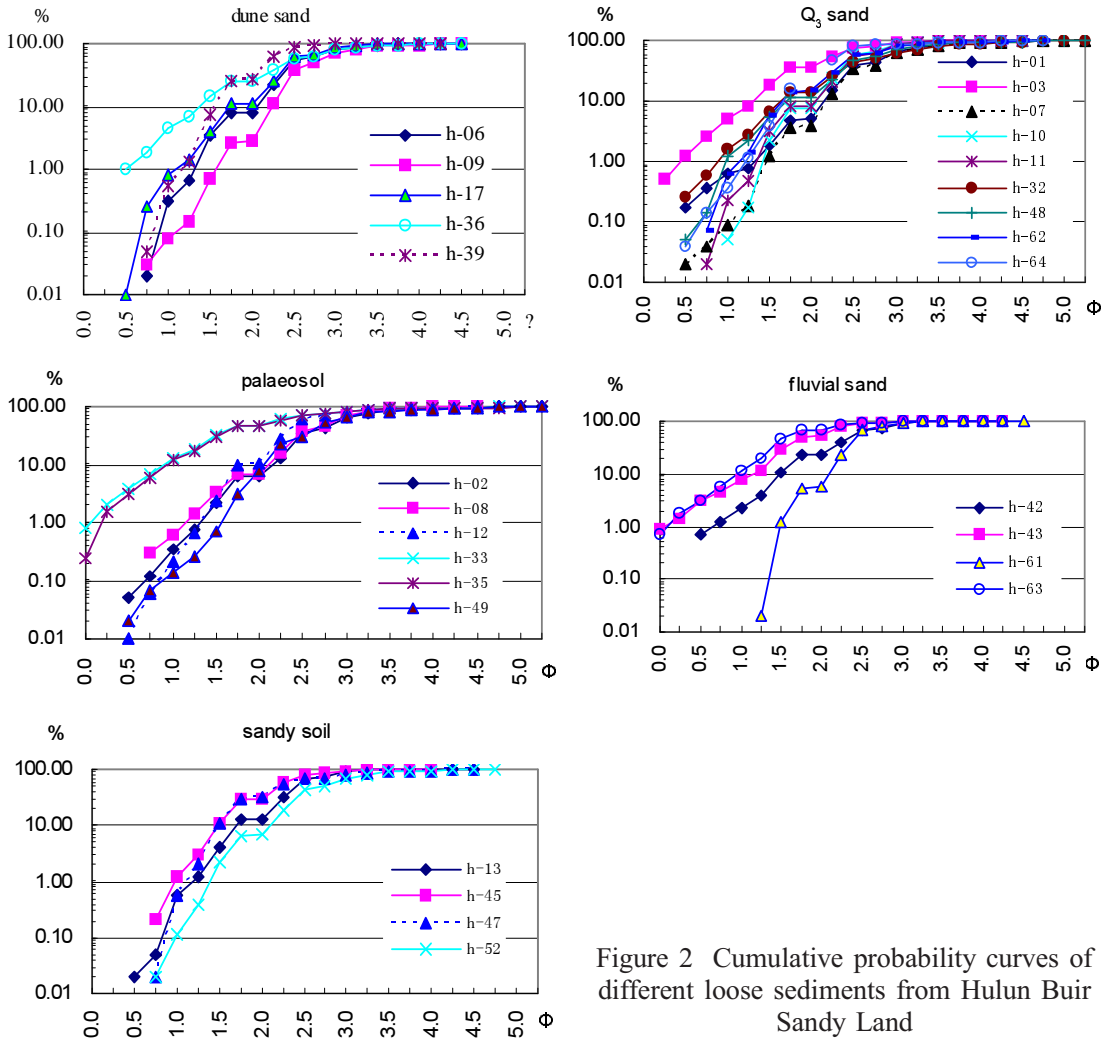 dune sand
%
100.00
10.00
1.00
0.10
0.01
0.0
0.5
1.0
1.5
2.0
2.5
3.0
3.5
4.0
4.5
5.0
h-06
h-09
h-17
h-36
h-39
Q3 sand
%
100.00
10.00
1.00
0.10
0.01
0.0
0.5
1.0
1.5
2.0
2.5
3.0
3.5
4.0
4.5
5.0
Φ
h-01
h-03
h-07
h-10
h-11
h-32
h-48
h-62
h-64
palaeosol
%
100.00
10.00
1.00
0.10
0.01
0.0
0.5
1.0
1.5
2.0
2.5
3.0
3.5
4.0
4.5
5.0
Φ
h-02
h-08
h-12
h-33
h-35
h-49
fluvial sand
%
100.00
10.00
1.00
0.10
0.01
0.0
0.5
1.0
1.5
2.0
2.5
3.0
3.5
4.0
4.5
5.0
Φ
h-42
h-43
h-61
h-63
sandy soil
%
100.00
10.00
1.00
0.10
0.01
0.0
0.5
1.0
1.5
2.0
2.5
3.0
3.5
4.0
4.5
5.0
Φ
h-13
h-45
h-47
h-52
Figure 2 Cumulative probability curves of
different loose sediments from Hulun Buir
Sandy Land